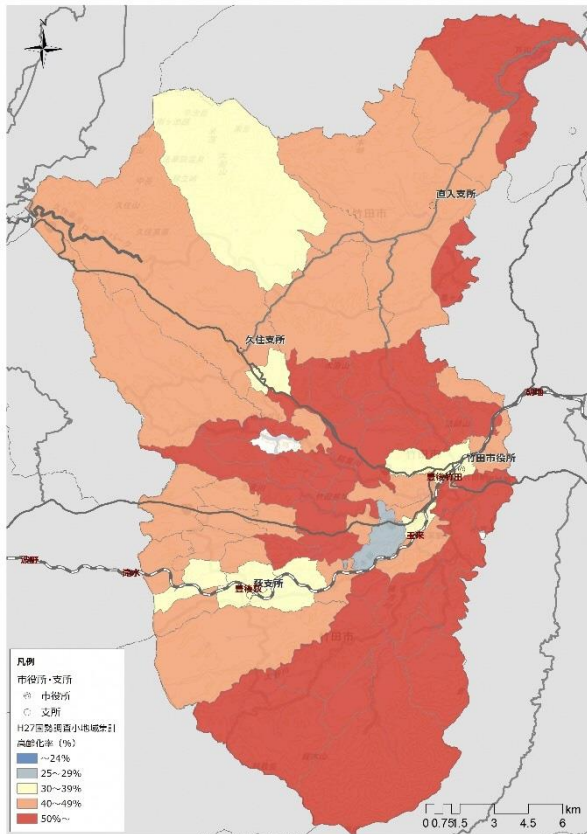 直入支所
竹田市
久住支所
竹田市役所
豊後竹田
玉来
荻支所
豊後荻
竹田市
凡例
市役所・支所
市役所
支所
H27国勢調査小地域集計
高齢化率（%）
～24%
25～29%
30～39%
40～49%
50%～
km
0 0.75 1.5 3 4.5 6